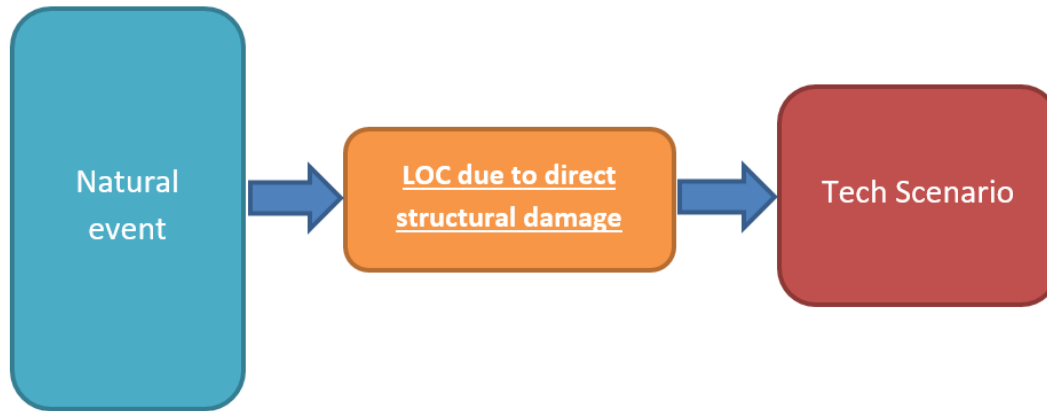 Natural
event
LOC due to direct
structural damage
Tech Scenario